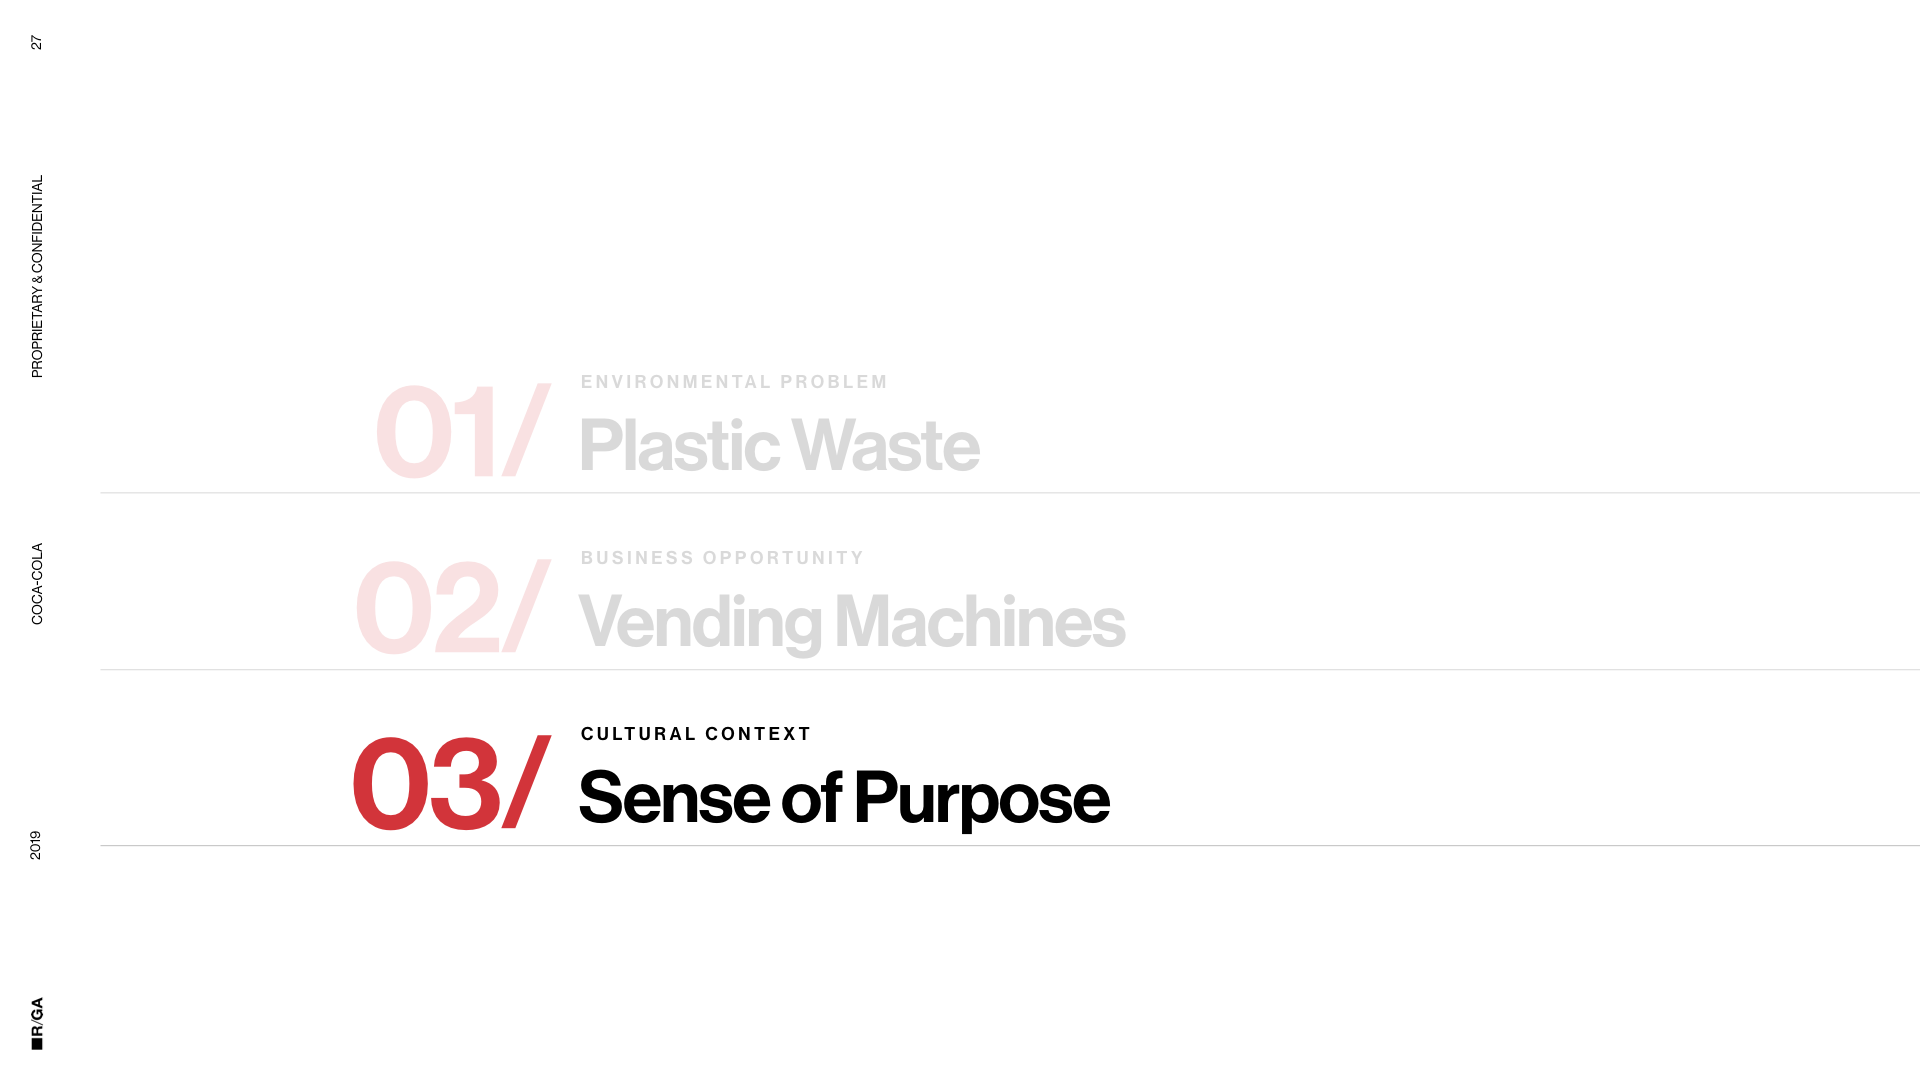 27
PROPRIETARY & CONFIDENTIAL
COCA-COLA
2019
R/GA
01/
ENVIRONMENTAL PROBLEM
Plastic Waste
02/
BUSINESS OPPORTUNITY
Vending Machines
03/
CULTURAL CONTEXT
Sense of Purpose